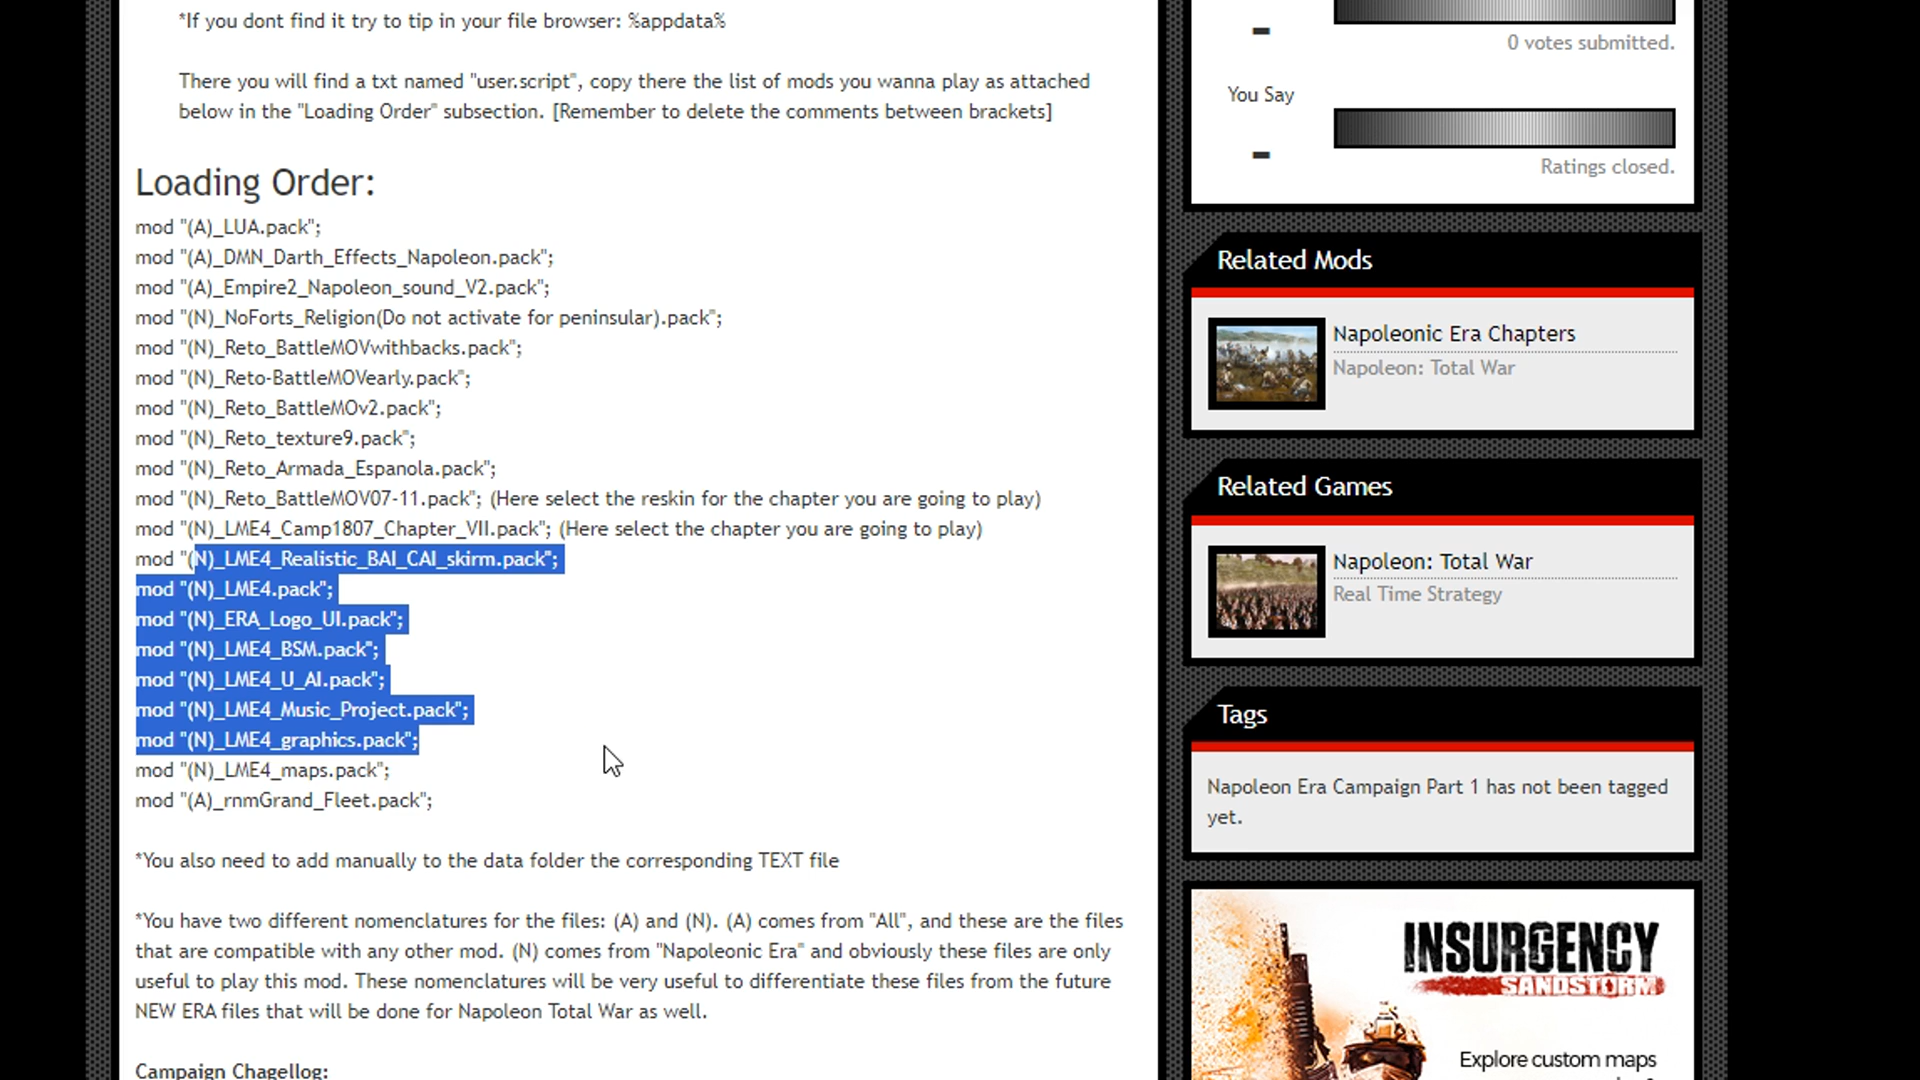 *If you dont find it try to tip in your file browser: %appdata%
There you will find a txt named "user.script", copy there the list of mods you wanna play as attached
below in the "Loading Order" subsection. [Remember to delete the comments between brackets]
Loading Order:
mod "(A)_LUA.pack";
mod "(A)_DMN_Darth_Effects_Napoleon.pack";
mod "(A)_Empire2_Napoleon_sound_V2.pack";
mod "(N)_NoForts_Religion(Do not activate for peninsular).pack";
mod "(N)_Reto_BattleMOVwithbacks.pack";
mod "(N)_Reto-BattleMOVearly.pack";
mod "(N)_Reto_BattleMOv2.pack";
mod "(N)_Reto_texture9.pack";
mod "(N)_Reto_Armada_Espanola.pack";
mod "(N)_Reto_BattleMOV07-11.pack"; (Here select the reskin for the chapter you are going to play)
mod "(N)_LME4_Camp1807_Chapter_VII.pack"; (Here select the chapter you are going to play)
mod "(N)_LME4_Realistic_BAI_CAI_skirm.pack";
mod "(N)_LME4.pack";
mod "(N)_ERA_Logo_UI.pack";
mod "(N)_LME4_BSM.pack";
mod "(N)_LME4_U_AI.pack";
mod "(N)_LME4_Music_Project.pack";
mod "(N)_LME4_graphics.pack";
mod "(N)_LME4_maps.pack";
mod "(A)_rnmGrand_Fleet.pack";
*You also need to add manually to the data folder the corresponding TEXT file
*You have two different nomenclatures for the files: (A) and (N). (A) comes from "All", and these are the files
that are compatible with any other mod. (N) comes from "Napoleonic Era" and obviously these files are only
useful to play this mod. These nomenclatures will be very useful to differentiate these files from the future
NEW ERA files that will be done for Napoleon Total War as well.
Campaign Chagellog:
-
0 votes submitted.
You Say
-
Ratings closed.
Related Mods
Napoleonic Era Chapters
Napoleon: Total War
Related Games
Napoleon: Total War
Real Time Strategy
Tags
Napoleon Era Campaign Part 1 has not been tagged
yet.
INSURGENCY
SANDSTORM
Explore custom maps